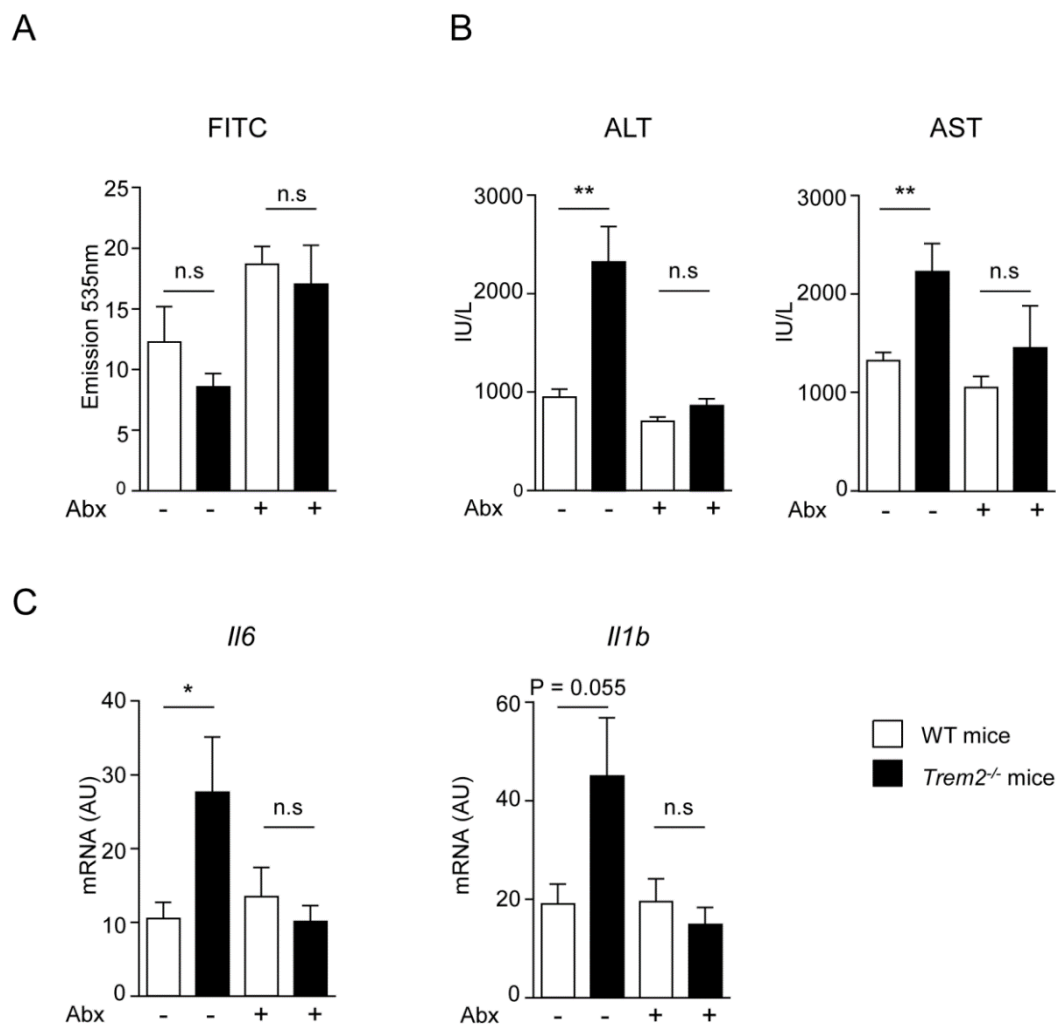 A
B
FITC
ALT
AST
Emission 535nm
25
20
15
10
5
0
n.s
n.s
Abx - - + +
IU/L
3000
2000
1000
0
**
n.s
Abx - - + +
IU/L
3000
2000
1000
0
**
n.s
Abx - - + +
C
Il6
Il1b
mRNA (AU)
40
30
20
10
0
*
n.s
Abx - - + +
mRNA (AU)
60
40
20
0
P = 0.055
n.s
Abx - - + +
WT mice
Trem2-/- mice